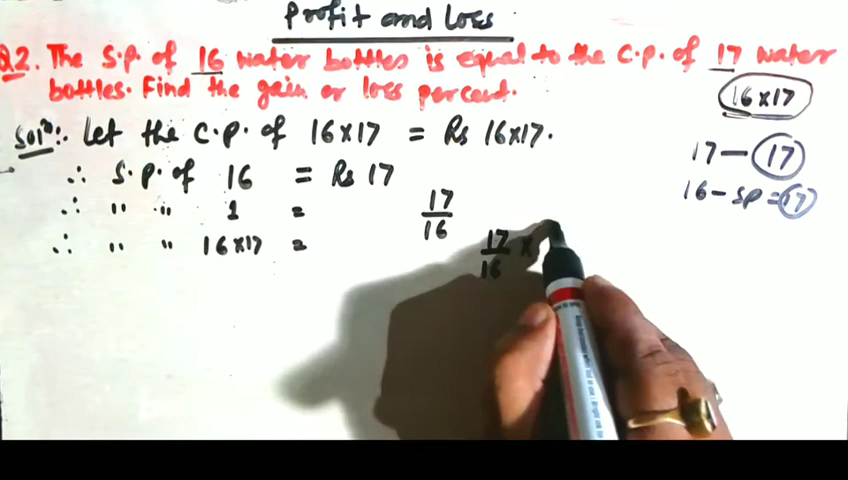 Profit and Loss
Q.2. The S.P. of 16 water bottles is equal to the C.P. of 17 water
bottles. Find the gain or loss percent.
16×17
Solⁿ:. Let the C.P. of 16×17 = Rs 16×17.
17 — 17
∴ S.P. of 16 = Rs 17
16 – SP = 17
∴ " " 1 = 17/16
∴ " " 16×17 = 17/16 ×